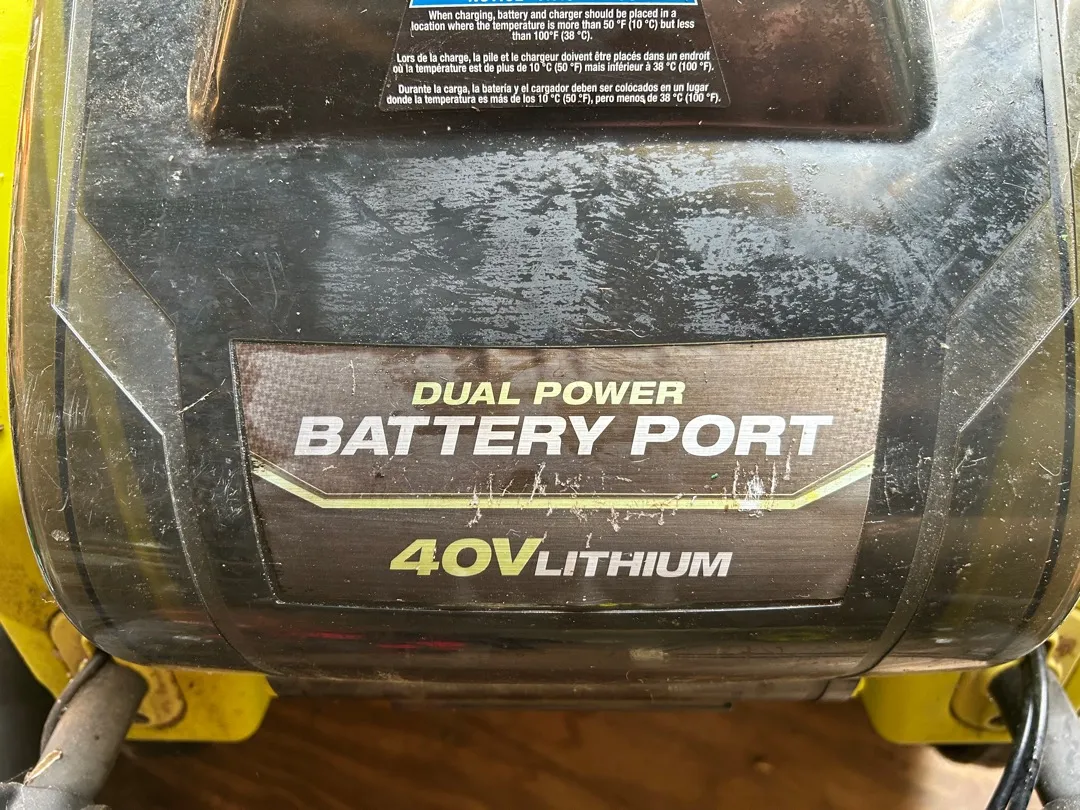 When charging, battery and charger should be placed in a
location where the temperature is more than 50 °F (10 °C) but less
than 100°F (38 °C).
Lors de la charge, la pile et le chargeur doivent être placés dans un endroit
où la température est de plus de 10 °C (50 °F) mais inférieur à 38 °C (100 °F).
Durante la carga, la batería y el cargador deben ser colocados en un lugar
donde la temperatura es más de los 10 °C (50 °F), pero menos de 38 °C (100 °F).
DUAL POWER
BATTERY PORT
40V LITHIUM